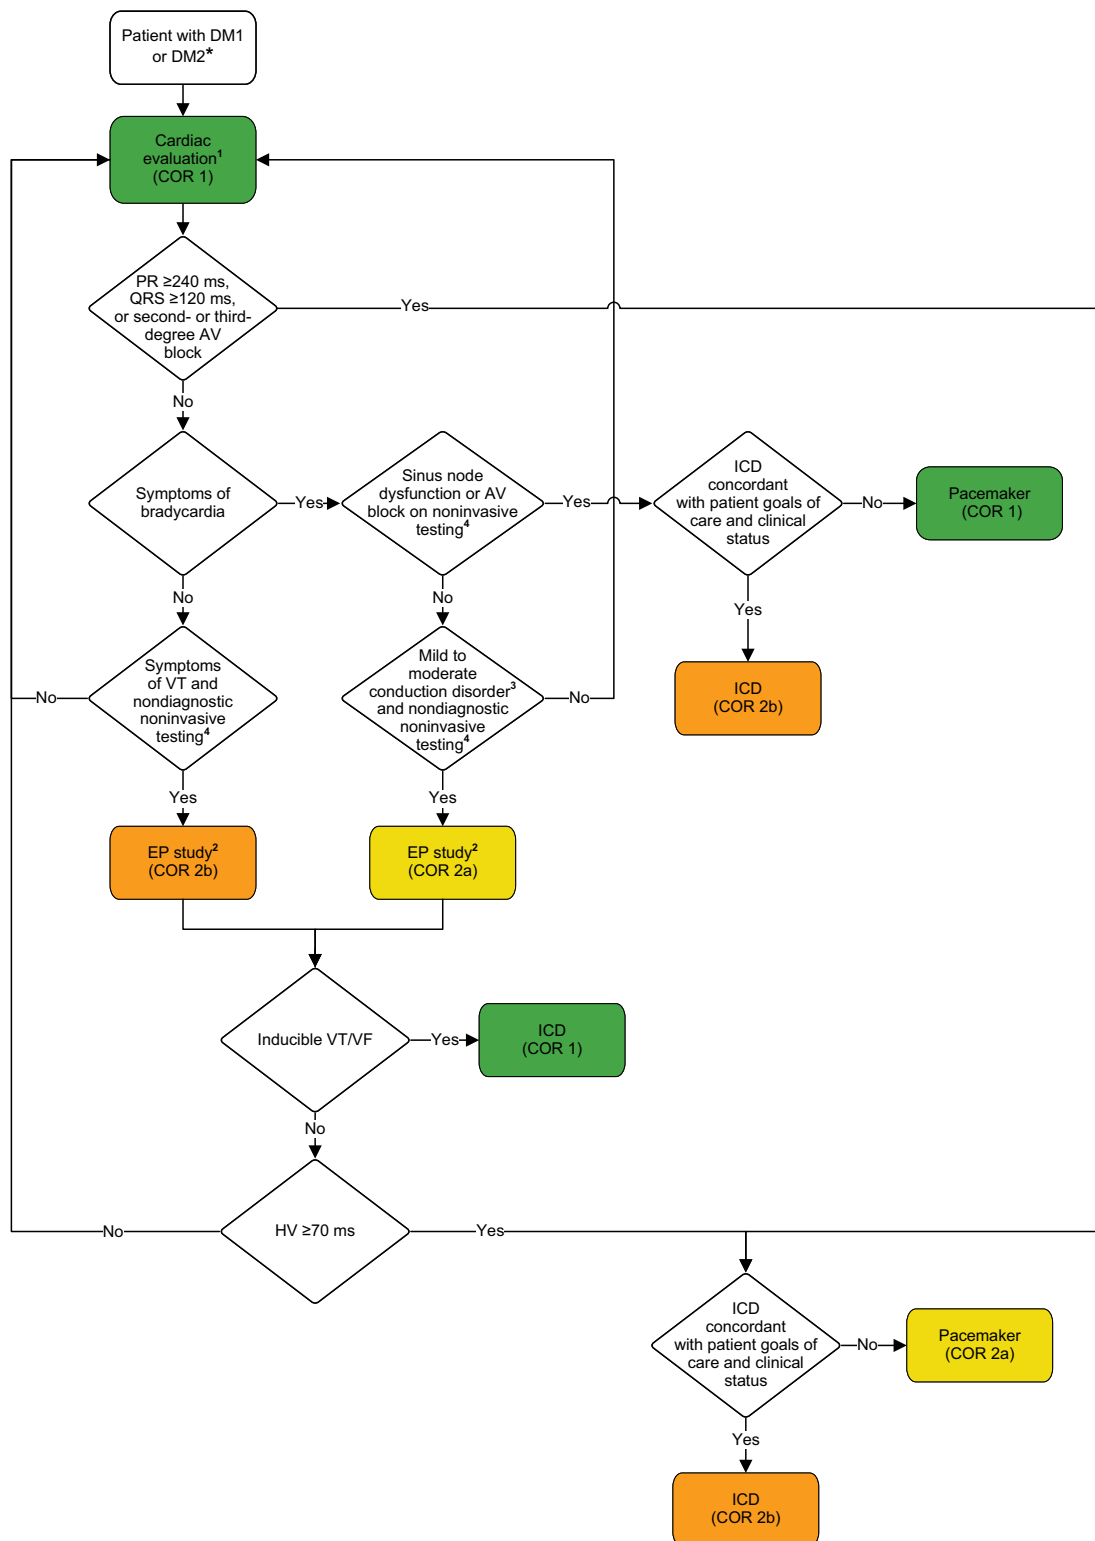 Patient with DM1
or DM2*
Cardiac
evaluation¹
(COR 1)
PR ≥240 ms,
QRS ≥120 ms,
or second- or third-
degree AV
block
Yes
No
Symptoms of
bradycardia
Yes
Sinus node
dysfunction or AV
block on noninvasive
testing⁴
Yes
ICD
concordant
with patient goals of
care and clinical
status
No
Pacemaker
(COR 1)
No
No
Yes
Symptoms
of VT and
nondiagnostic
noninvasive
testing⁴
No
Mild to
moderate
conduction disorder³
and nondiagnostic
noninvasive
testing⁴
No
ICD
(COR 2b)
Yes
Yes
EP study²
(COR 2b)
EP study²
(COR 2a)
Inducible VT/VF
Yes
ICD
(COR 1)
No
HV ≥70 ms
No
Yes
ICD
concordant
with patient goals of
care and clinical
status
No
Pacemaker
(COR 2a)
Yes
ICD
(COR 2b)